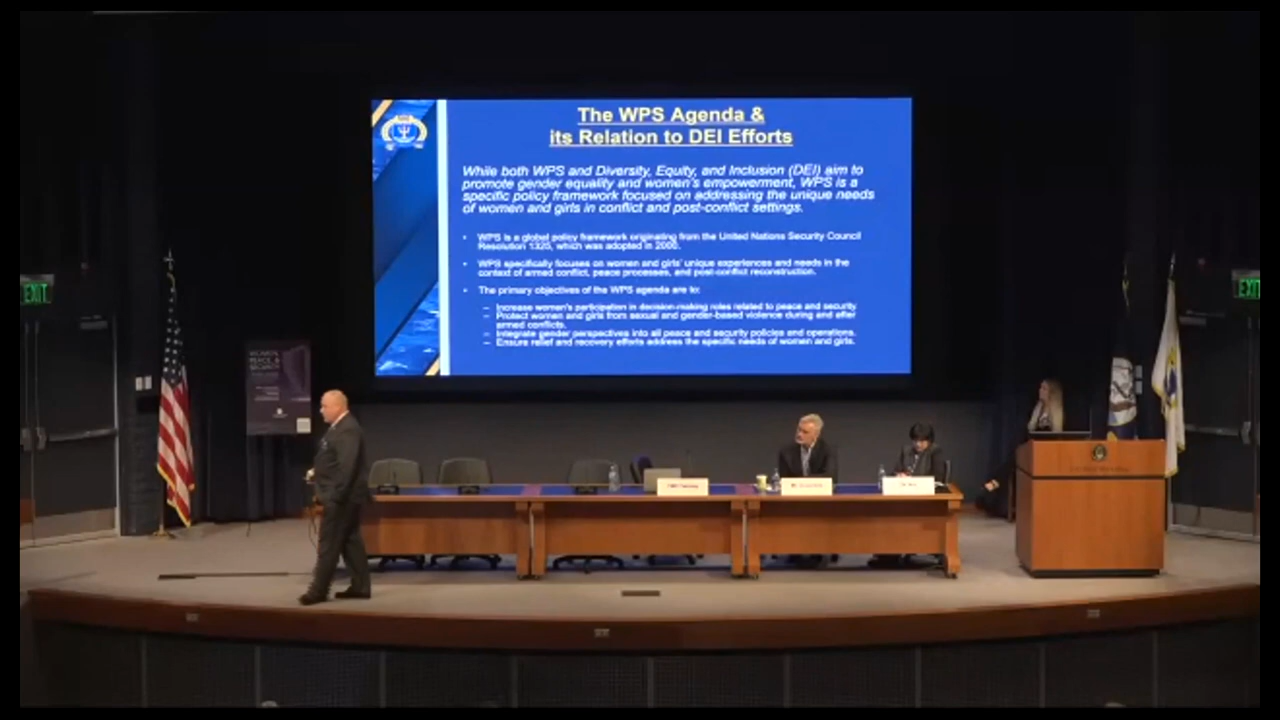 The WPS Agenda &
its Relation to DEI Efforts
While both WPS and Diversity, Equity, and Inclusion (DEI) aim to
promote gender equality and women's empowerment, WPS is a
specific policy framework focused on addressing the unique needs
of women and girls in conflict and post-conflict settings.
• WPS is a global policy framework originating from the United Nations Security Council
Resolution 1325, which was adopted in 2000.
• WPS specifically focuses on women and girls' unique experiences and needs in the
context of armed conflict, peace processes, and post-conflict reconstruction.
• The primary objectives of the WPS agenda are to:
– Increase women's participation in decision-making roles related to peace and security.
– Protect women and girls from sexual and gender-based violence during and after
armed conflicts.
– Integrate gender perspectives into all peace and security policies and operations.
– Ensure relief and recovery efforts address the specific needs of women and girls.
EXIT
EXIT
WOMEN,
PEACE, &
SECURITY